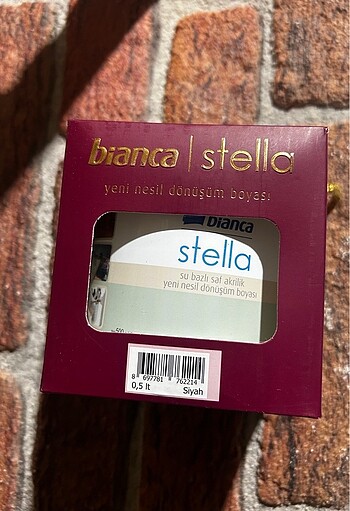 bianca | stella
yeni nesil dönüşüm boyası
Bianca
stella
su bazlı saf akrilik
yeni nesil dönüşüm boyası
8 697781 762214
0,5 lt Siyah